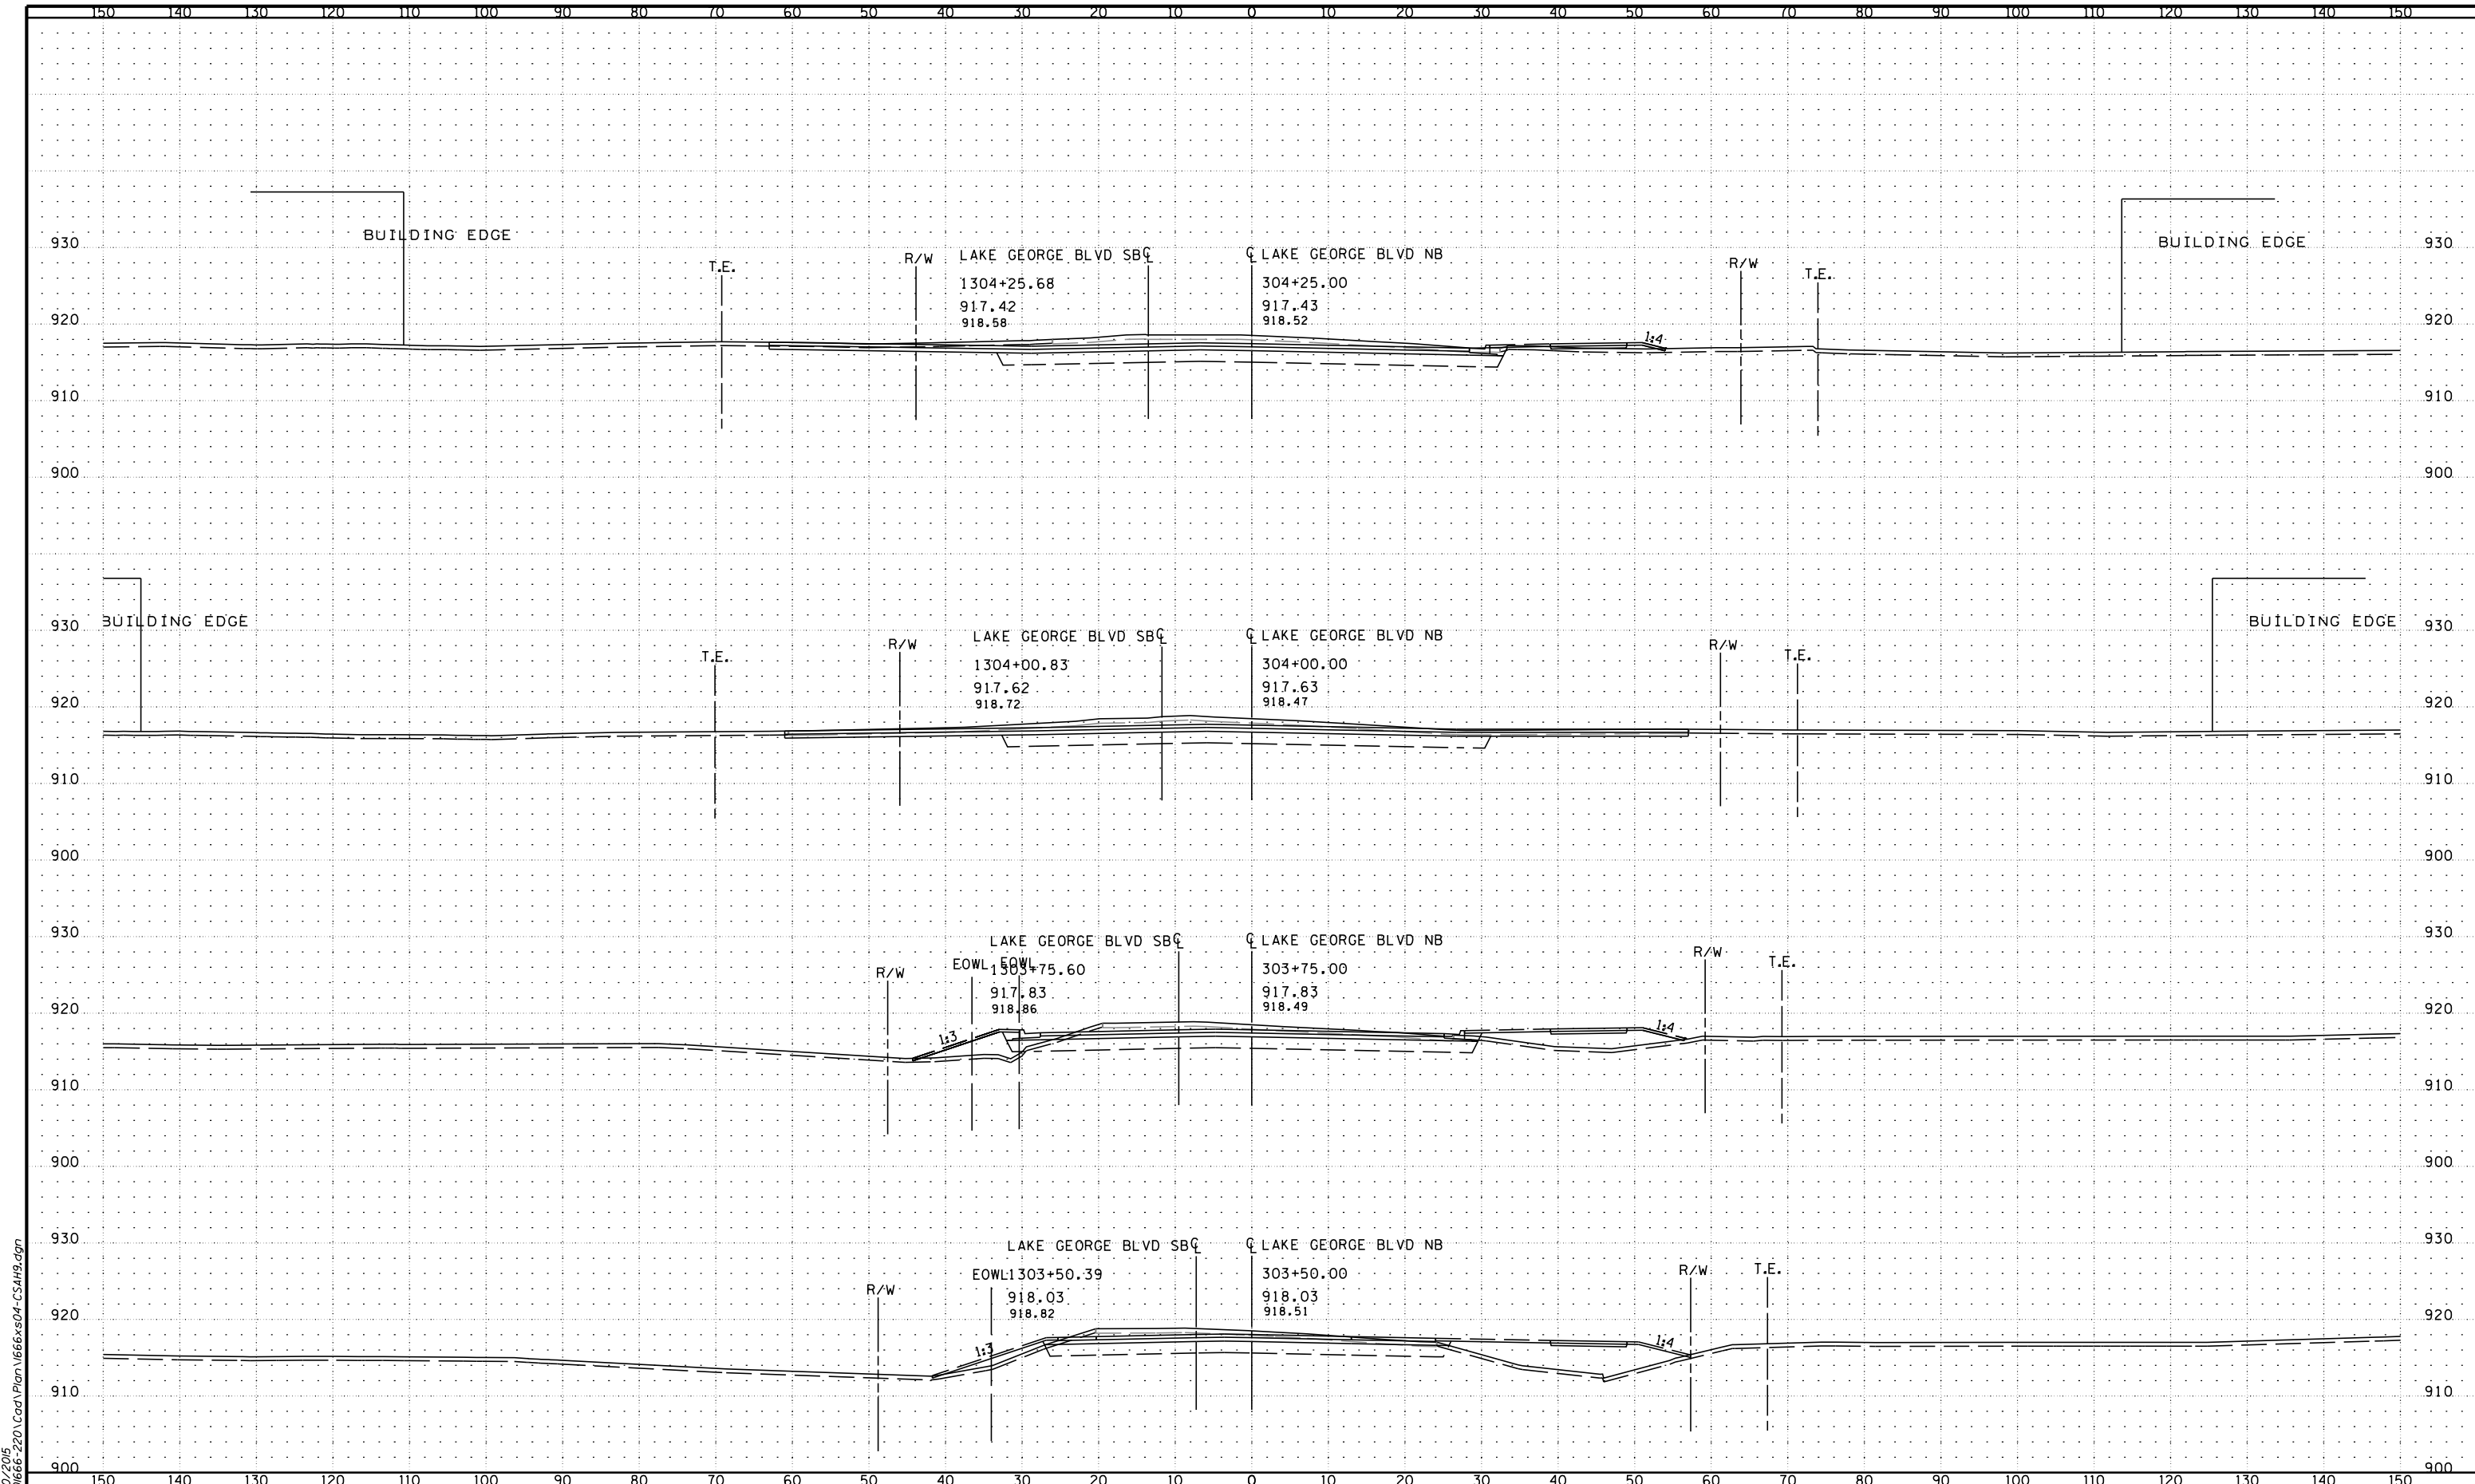 150 140 130 120 110 100 90 80 70 60 50 40 30 20 10 0 10 20 30 40 50 60 70 80 90 100 110 120 130 140 150
BUILDING EDGE
BUILDING EDGE
930 930
T.E. R/W LAKE GEORGE BLVD SB ℄ ℄ LAKE GEORGE BLVD NB R/W T.E.
1304+25.68 304+25.00
917.42 917.43
918.58 918.52
920 920
1:4
910 910
900 900
BUILDING EDGE
BUILDING EDGE
930 930
T.E. R/W LAKE GEORGE BLVD SB ℄ ℄ LAKE GEORGE BLVD NB R/W T.E.
1304+00.83 304+00.00
917.62 917.63
918.72 918.47
920 920
910 910
900 900
930 930
R/W EOWL EOWL LAKE GEORGE BLVD SB ℄ ℄ LAKE GEORGE BLVD NB R/W T.E.
1303+75.60 303+75.00
917.83 917.83
918.86 918.49
920 920
1:3 1:4
910 910
900 900
930 930
LAKE GEORGE BLVD SB ℄ ℄ LAKE GEORGE BLVD NB
R/W EOWL 1303+50.39 303+50.00 R/W T.E.
918.03 918.03
918.82 918.51
920 920
1:3 1:4
910 910
900 900
150 140 130 120 110 100 90 80 70 60 50 40 30 20 10 0 10 20 30 40 50 60 70 80 90 100 110 120 130 140 150
0/2015
1666-220\Cad\Plan\1666xs04-CSAH9.dgn